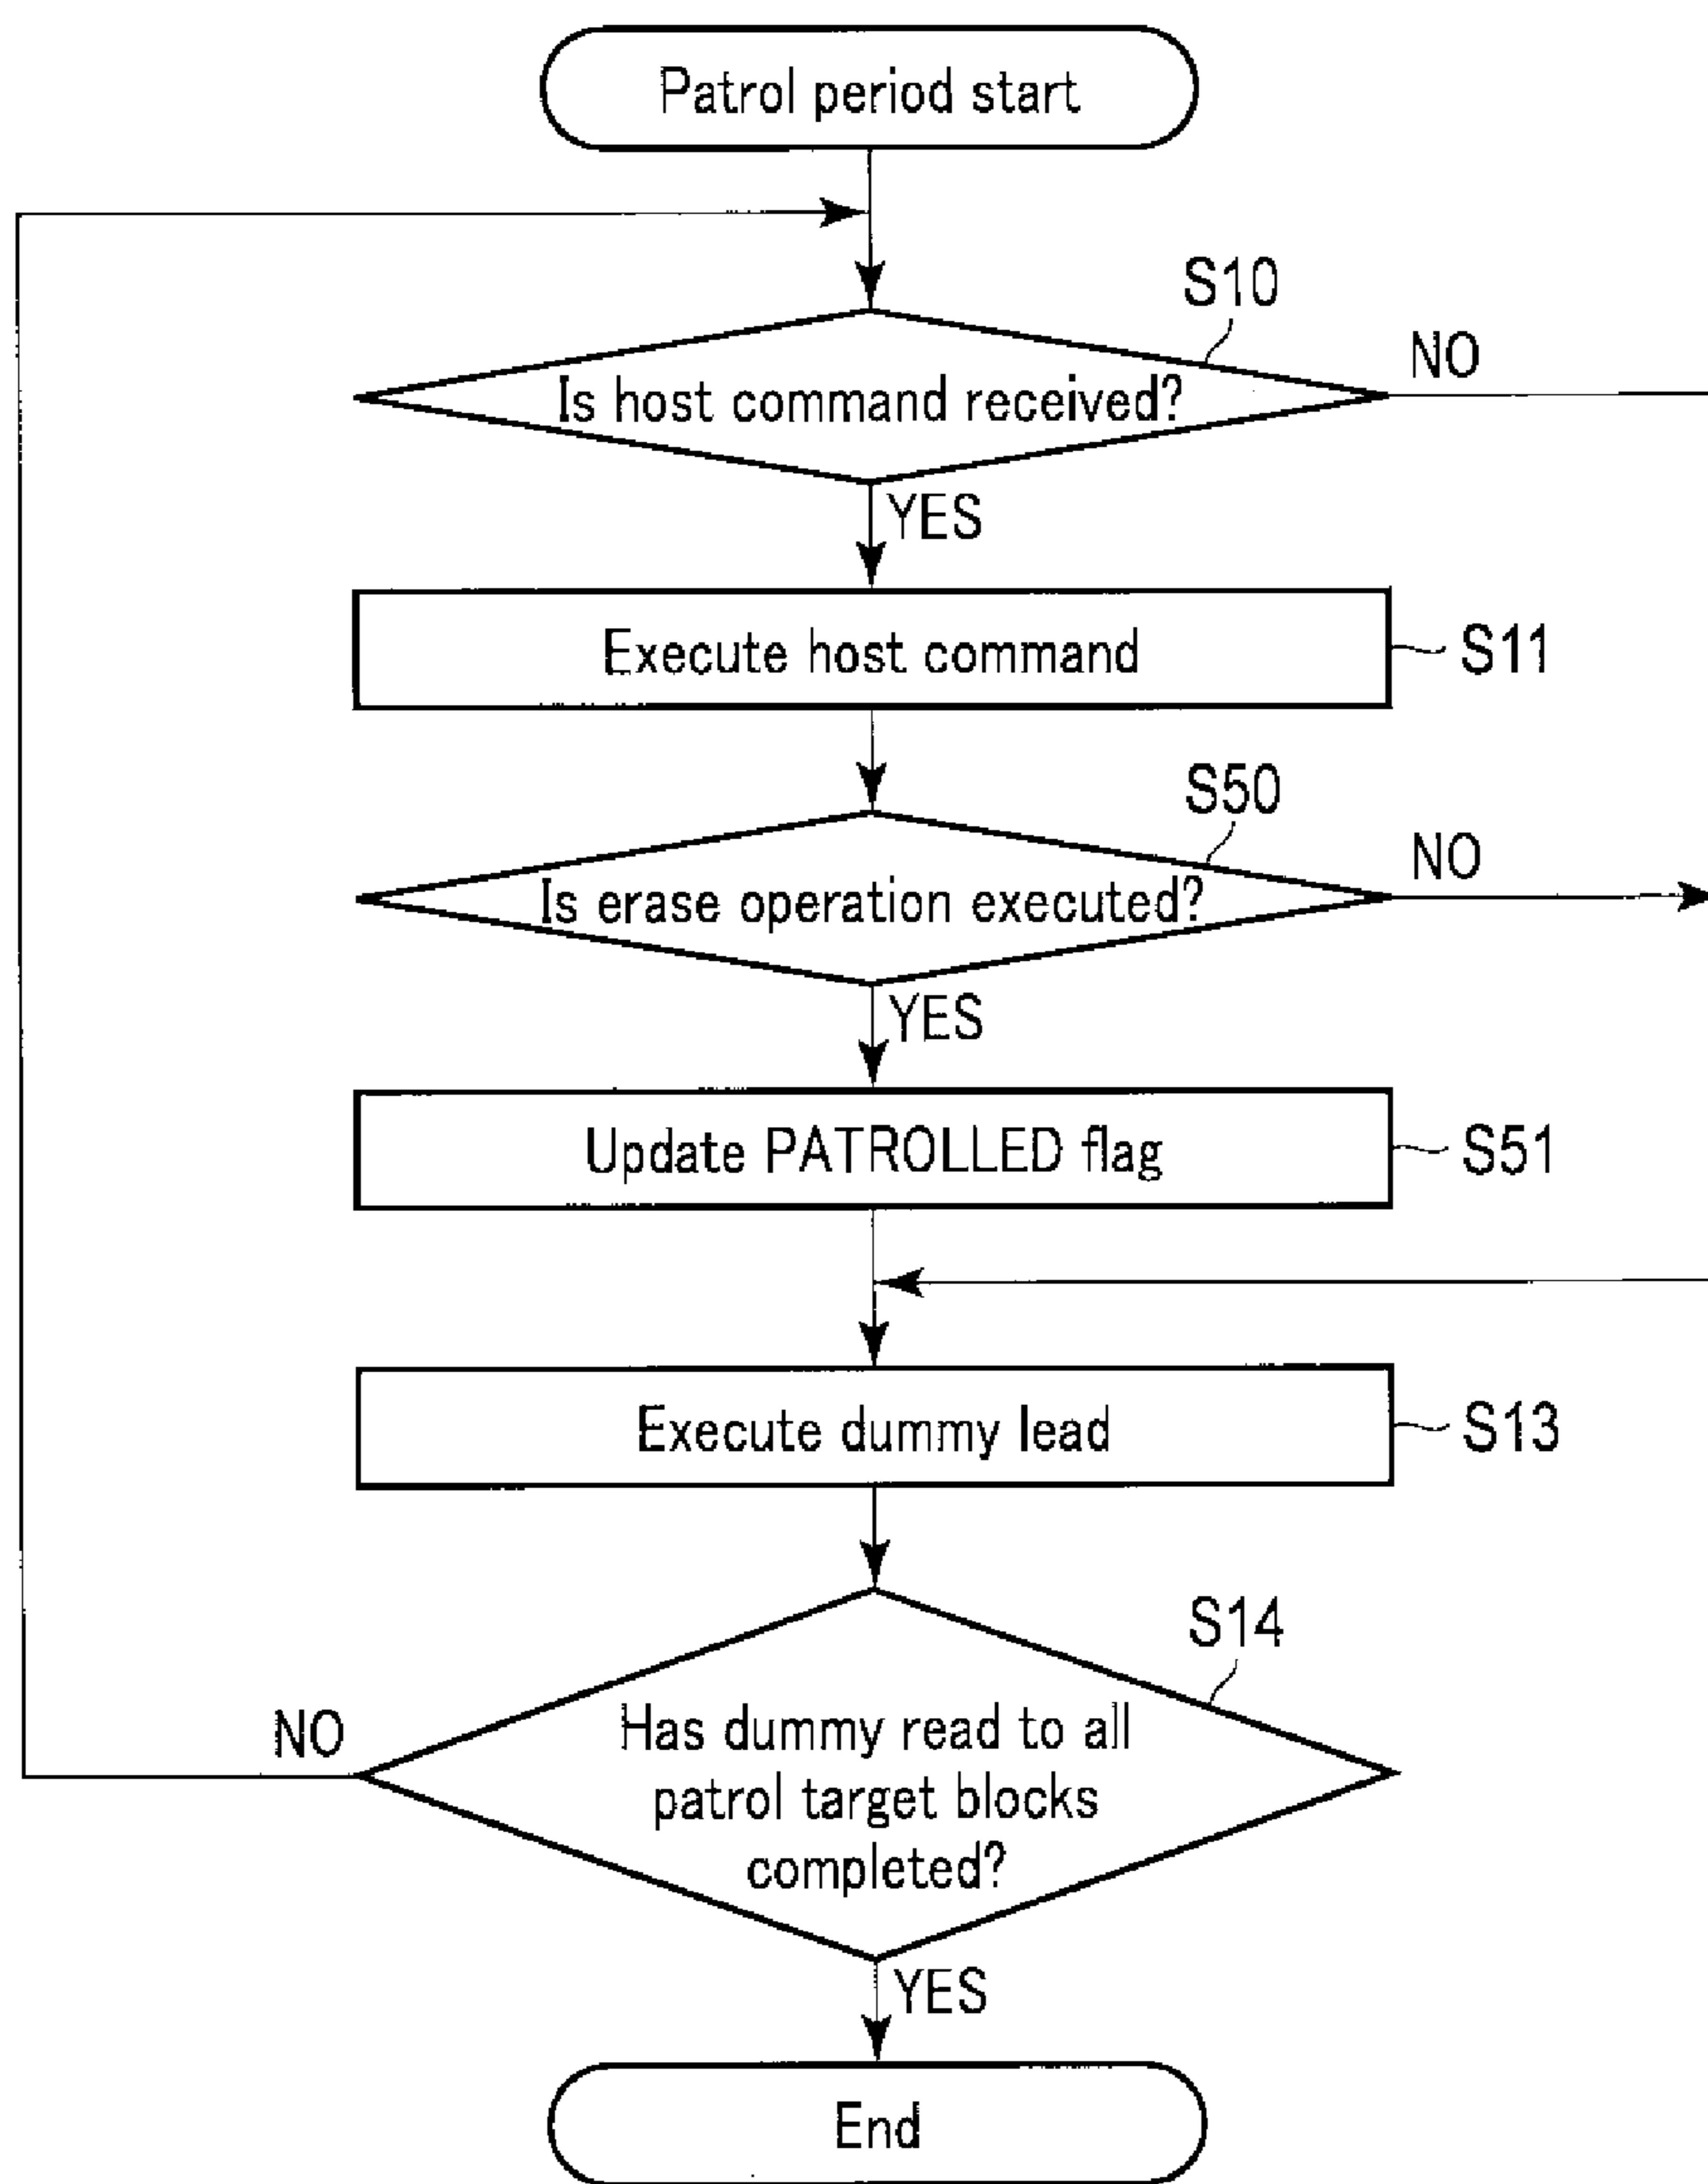 Patrol period start
S10
NO
Is host command received?
YES
Execute host command
S11
S50
NO
Is erase operation executed?
YES
Update PATROLLED flag
S51
Execute dummy lead
S13
S14
NO
Has dummy read to all
patrol target blocks
completed?
YES
End